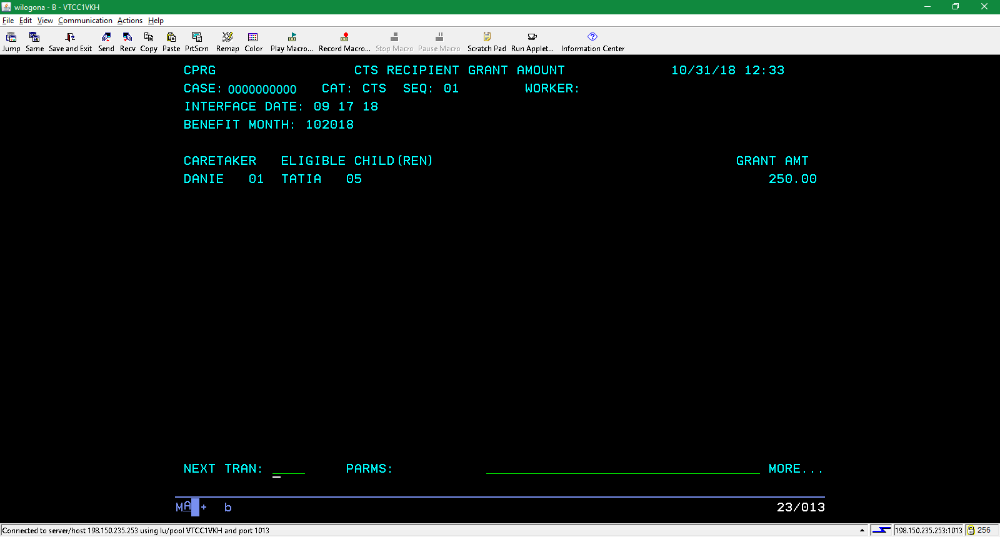 wilogona - B - VTCC1VKH
File Edit View Communication Actions Help
Jump Same Save and Exit Send Recv Copy Paste PrtScrn Remap Color Play Macro... Record Macro... Stop Macro Pause Macro Scratch Pad Run Applet... Information Center
CPRG CTS RECIPIENT GRANT AMOUNT 10/31/18 12:33
CASE: 0000000000 CAT: CTS SEQ: 01 WORKER:
INTERFACE DATE: 09 17 18
BENEFIT MONTH: 102018
CARETAKER ELIGIBLE CHILD(REN) GRANT AMT
DANIE 01 TATIA 05 250.00
NEXT TRAN: PARMS: MORE...
MA + b 23/013
Connected to server/host 198.150.235.253 using lu/pool VTCC1VKH and port 1013 198.150.235.253:1013 256